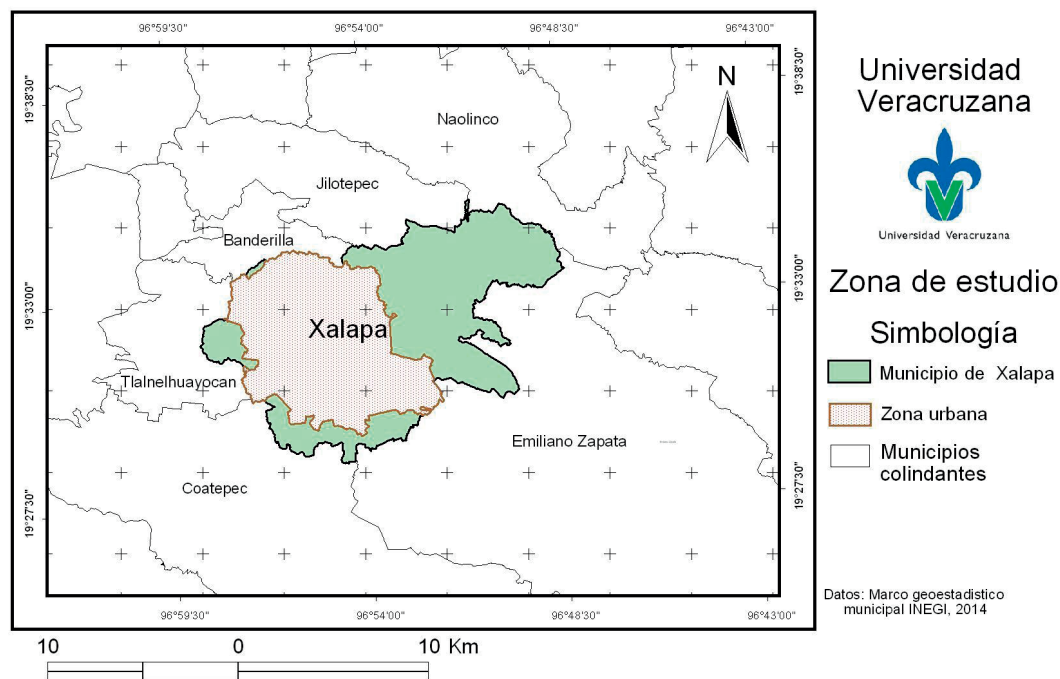 96°59'30" 96°54'00" 96°48'30" 96°43'00"
19°38'30" 19°38'30"
N
Naolinco
Jilotepec
Banderilla
19°33'00" 19°33'00"
Xalapa
Tlalnelhuayocan
Emiliano Zapata
Coatepec
19°27'30" 19°27'30"
96°59'30" 96°54'00" 96°48'30" 96°43'00"
10 0 10 Km
Universidad
Veracruzana
Universidad Veracruzana
Zona de estudio
Simbología
Municipio de Xalapa
Zona urbana
Municipios
colindantes
Datos: Marco geoestadistico
municipal INEGI, 2014